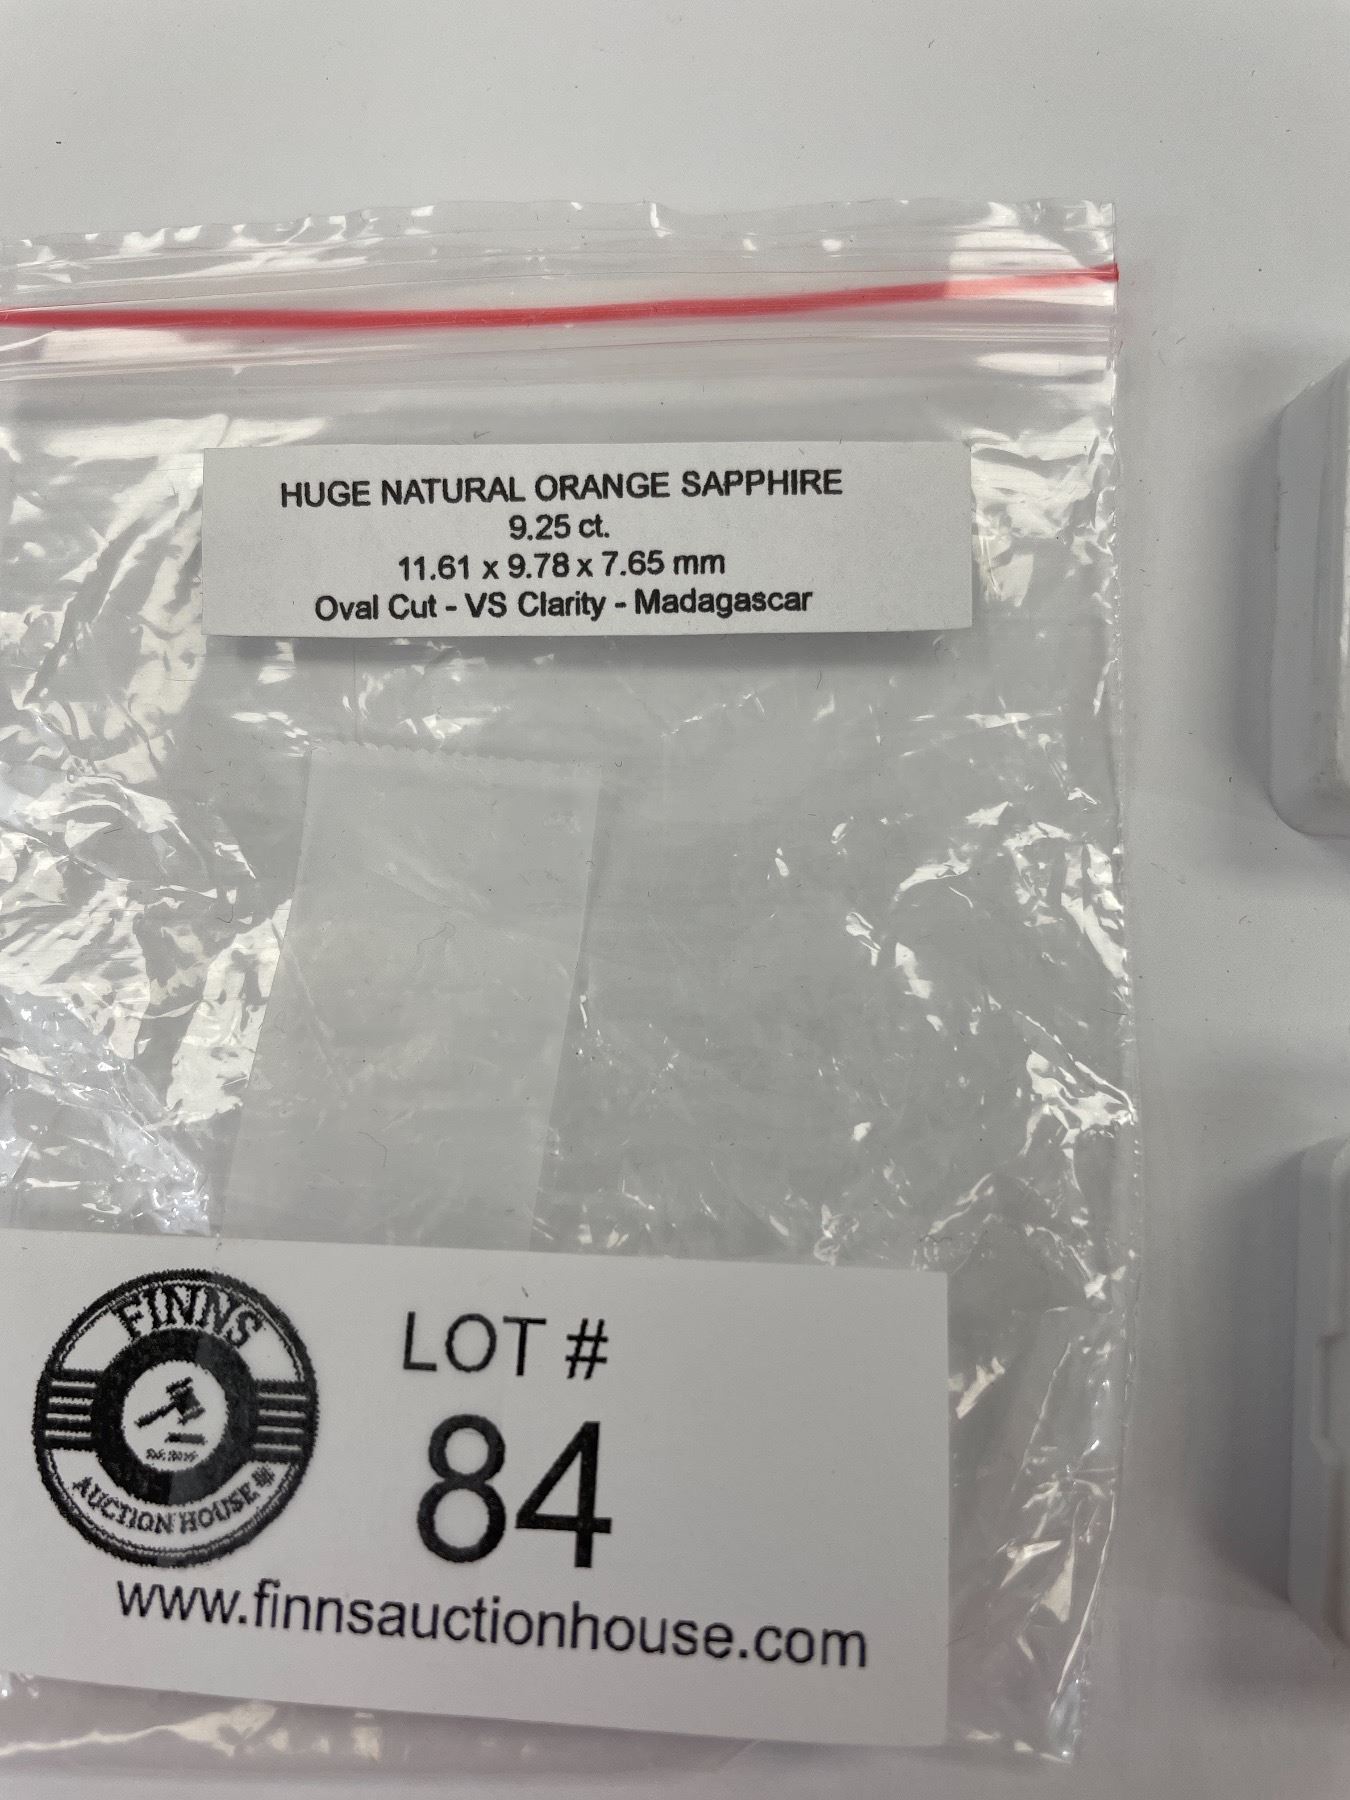 HUGE NATURAL ORANGE SAPPHIRE
9.25 ct.
11.61 x 9.78 x 7.65 mm
Oval Cut - VS Clarity - Madagascar
FINNS
AUCTION HOUSE
LOT #
84
www.finnsauctionhouse.com